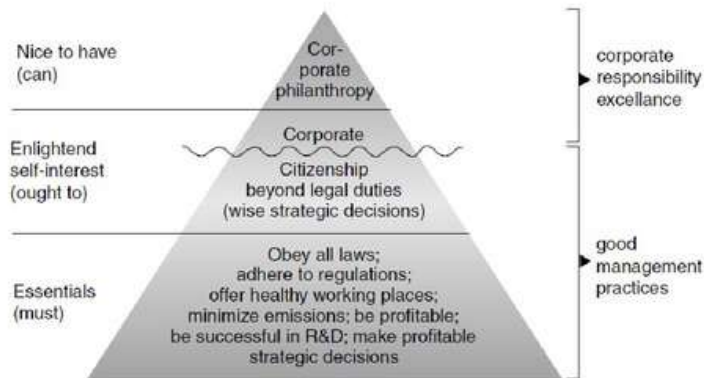 Nice to have
(can)
Cor-
porate
philanthropy
corporate
responsibility
excellance
Enlightend
self-interest
(ought to)
Corporate
Citizenship
beyond legal duties
(wise strategic decisions)
good
management
practices
Essentials
(must)
Obey all laws;
adhere to regulations;
offer healthy working places;
minimize emissions; be profitable;
be successful in R&D; make profitable
strategic decisions